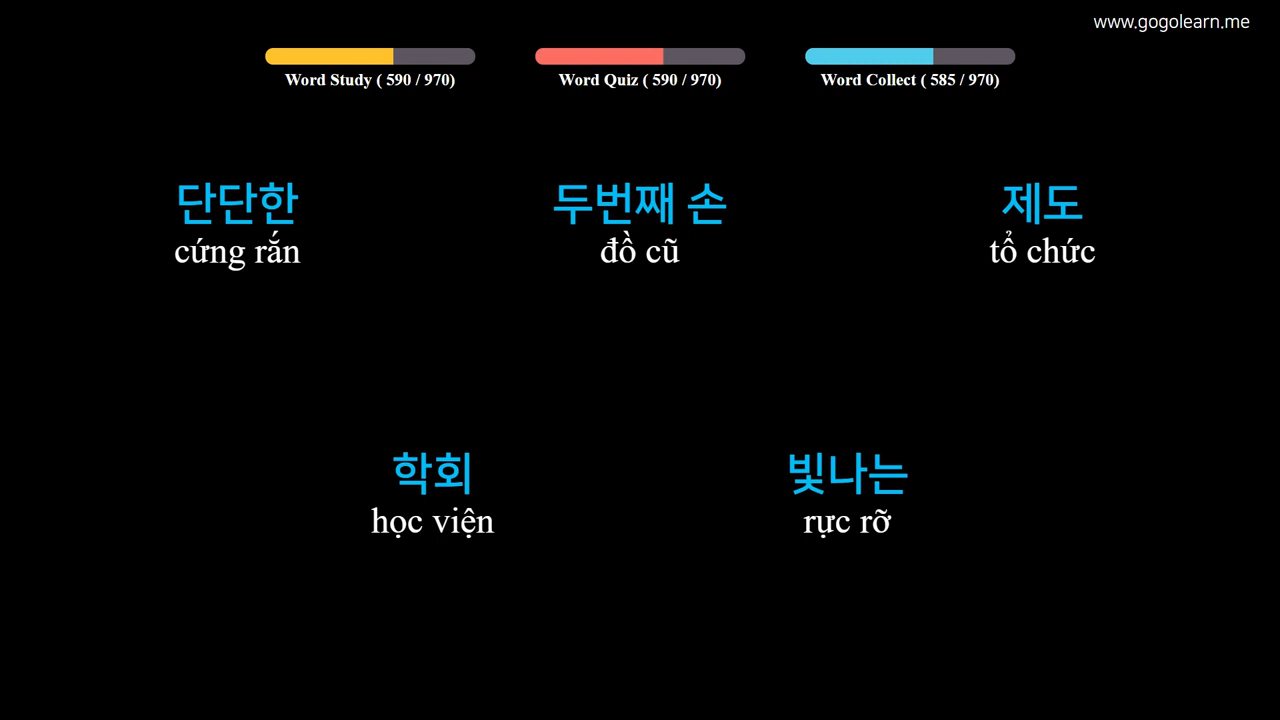 www.gogolearn.me
Word Study ( 590 / 970)
Word Quiz ( 590 / 970)
Word Collect ( 585 / 970)
단단한
cứng rắn
두번째 손
đồ cũ
제도
tổ chức
학회
học viện
빛나는
rực rỡ